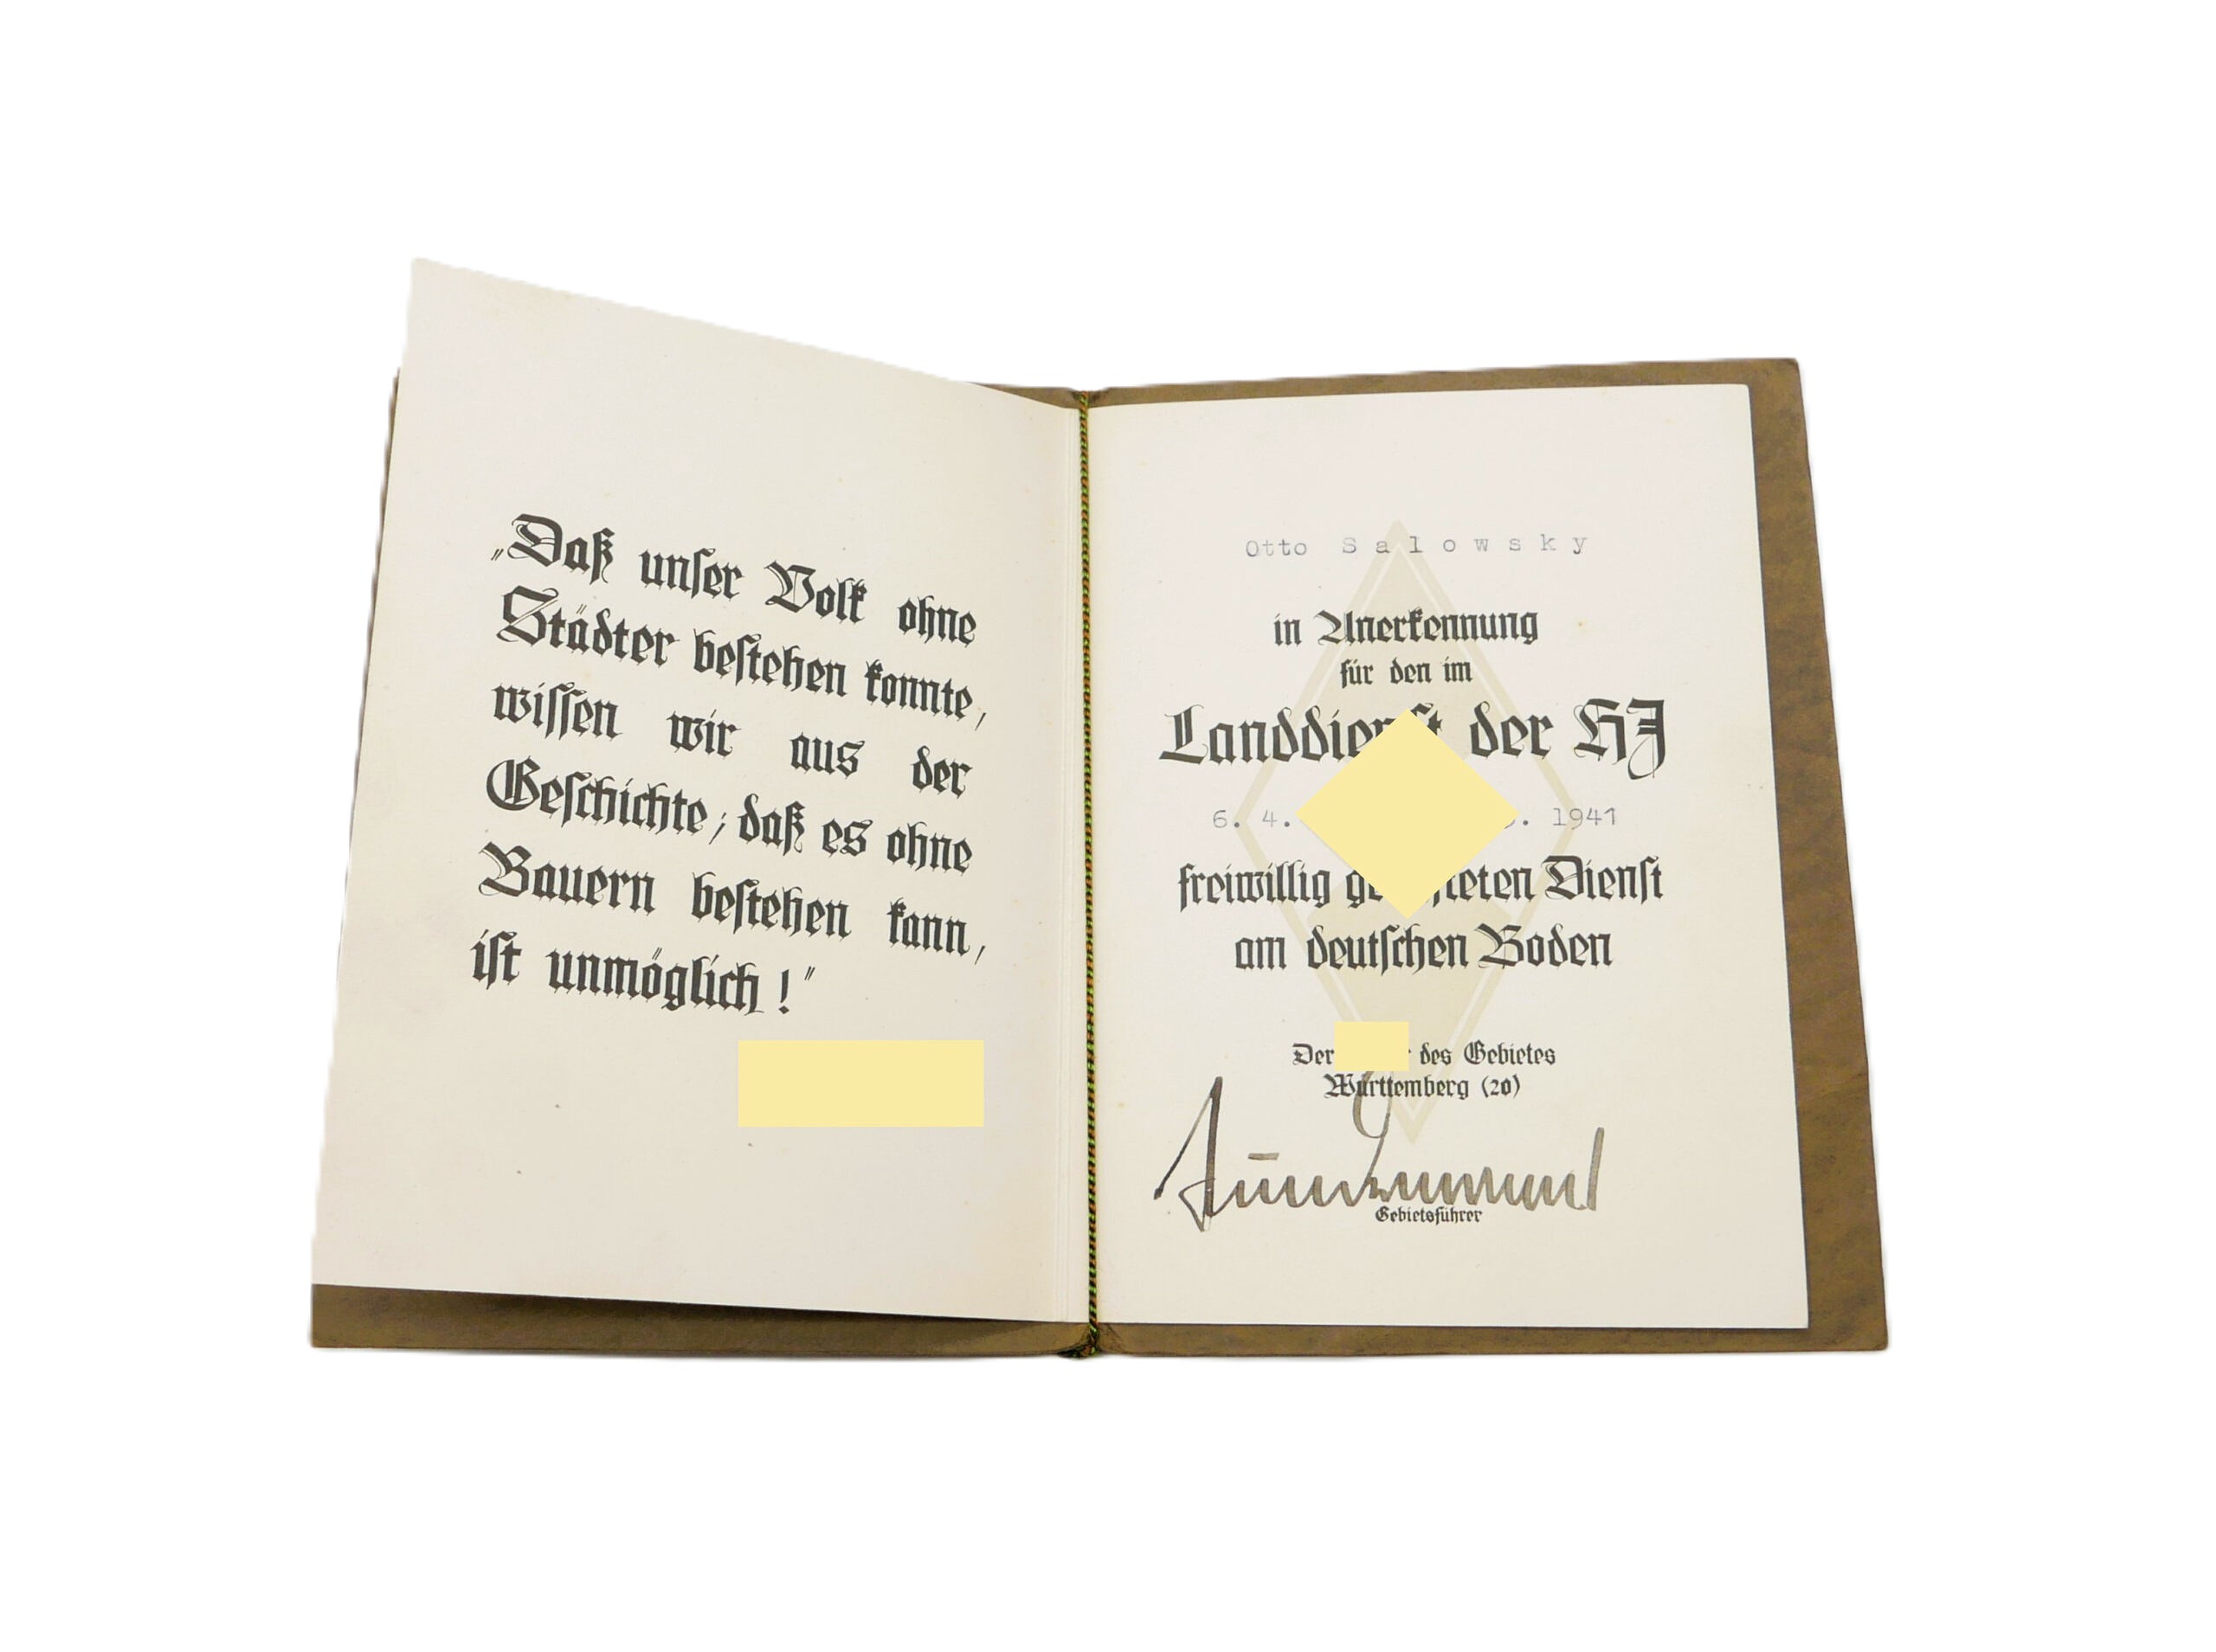 „Daß unser Volk ohne
Städter bestehen konnte,
wissen wir aus der
Geschichte; daß es ohne
Bauern bestehen kann,
ist unmöglich!"
Otto Salowsky
in Anerkennung
für den im
Landdienst der HJ
6. 4. 1941
freiwillig geleisteten Dienst
am deutschen Boden
Der des Gebietes
Württemberg (20)
Gebietsführer